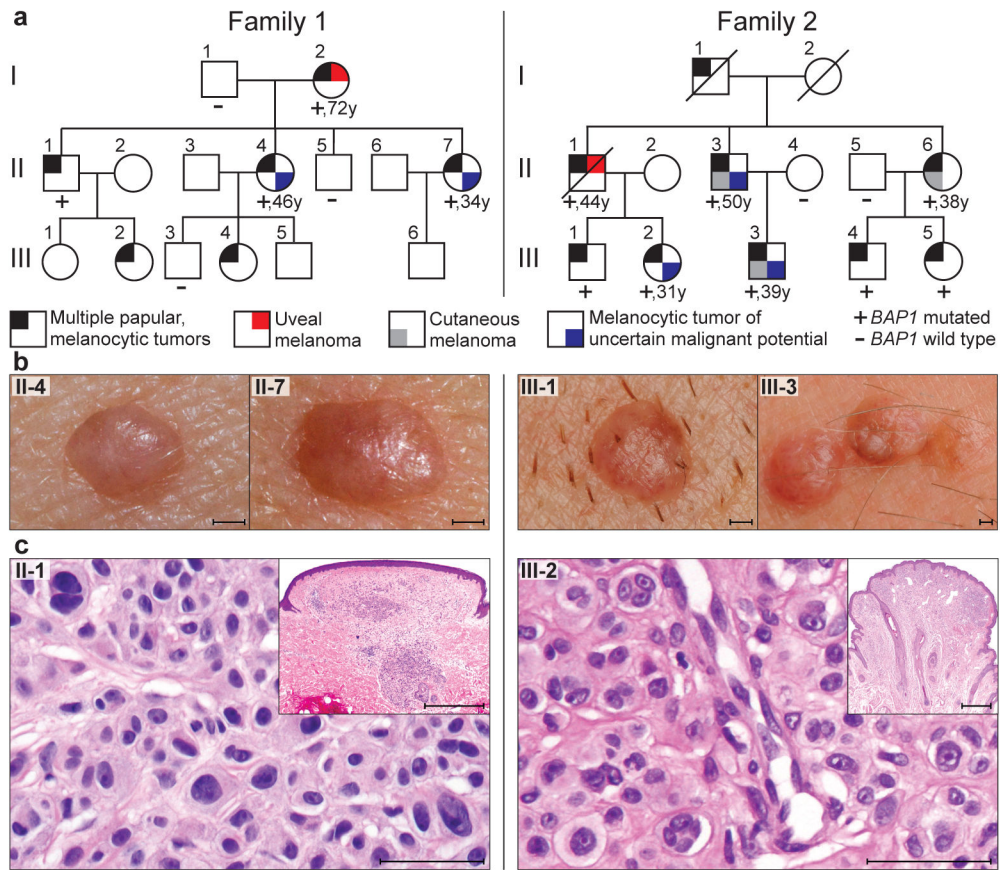 a Family 1 Family 2
1 2 1 2
I I
- +,72y
1 2 3 4 5 6 7 1 2 3 4 5 6
II II
+ +,46y - +,34y +,44y +,50y - - +,38y
1 2 3 4 5 6 1 2 3 4 5
III III
- + +,31y +,39y + +
Multiple papular, Uveal Cutaneous Melanocytic tumor of + BAP1 mutated
melanocytic tumors melanoma melanoma uncertain malignant potential - BAP1 wild type
b
II-4 II-7 III-1 III-3
c
II-1 III-2